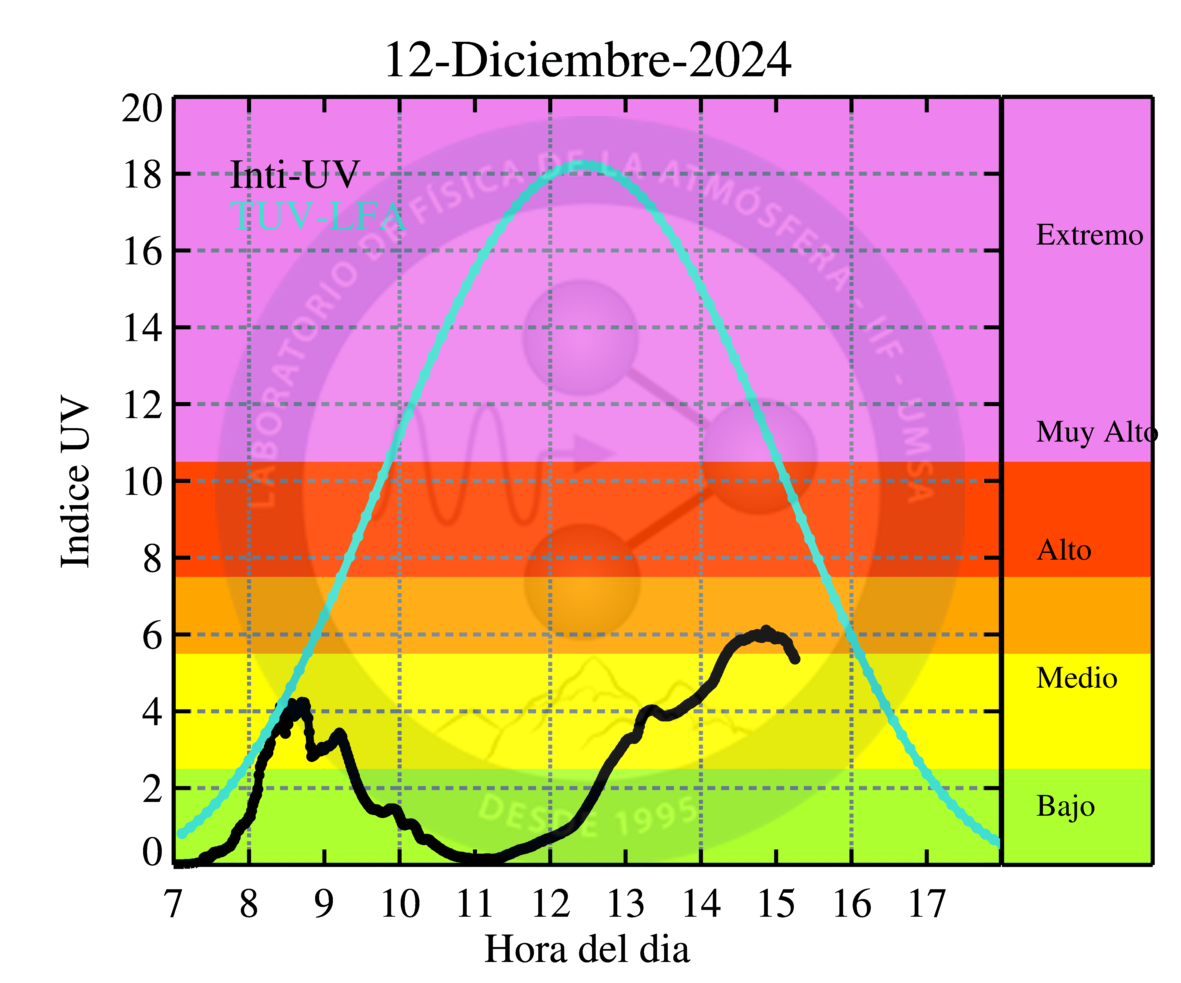 12-Diciembre-2024
20
18
16
14
12
10
8
6
4
2
0
Indice UV
Inti-UV
TUV-LFA
LABORATORIO DE FÍSICA DE LA ATMÓSFERA - IIF - UMSA
DESDE 1995
Extremo
Muy Alto
Alto
Medio
Bajo
7 8 9 10 11 12 13 14 15 16 17
Hora del dia